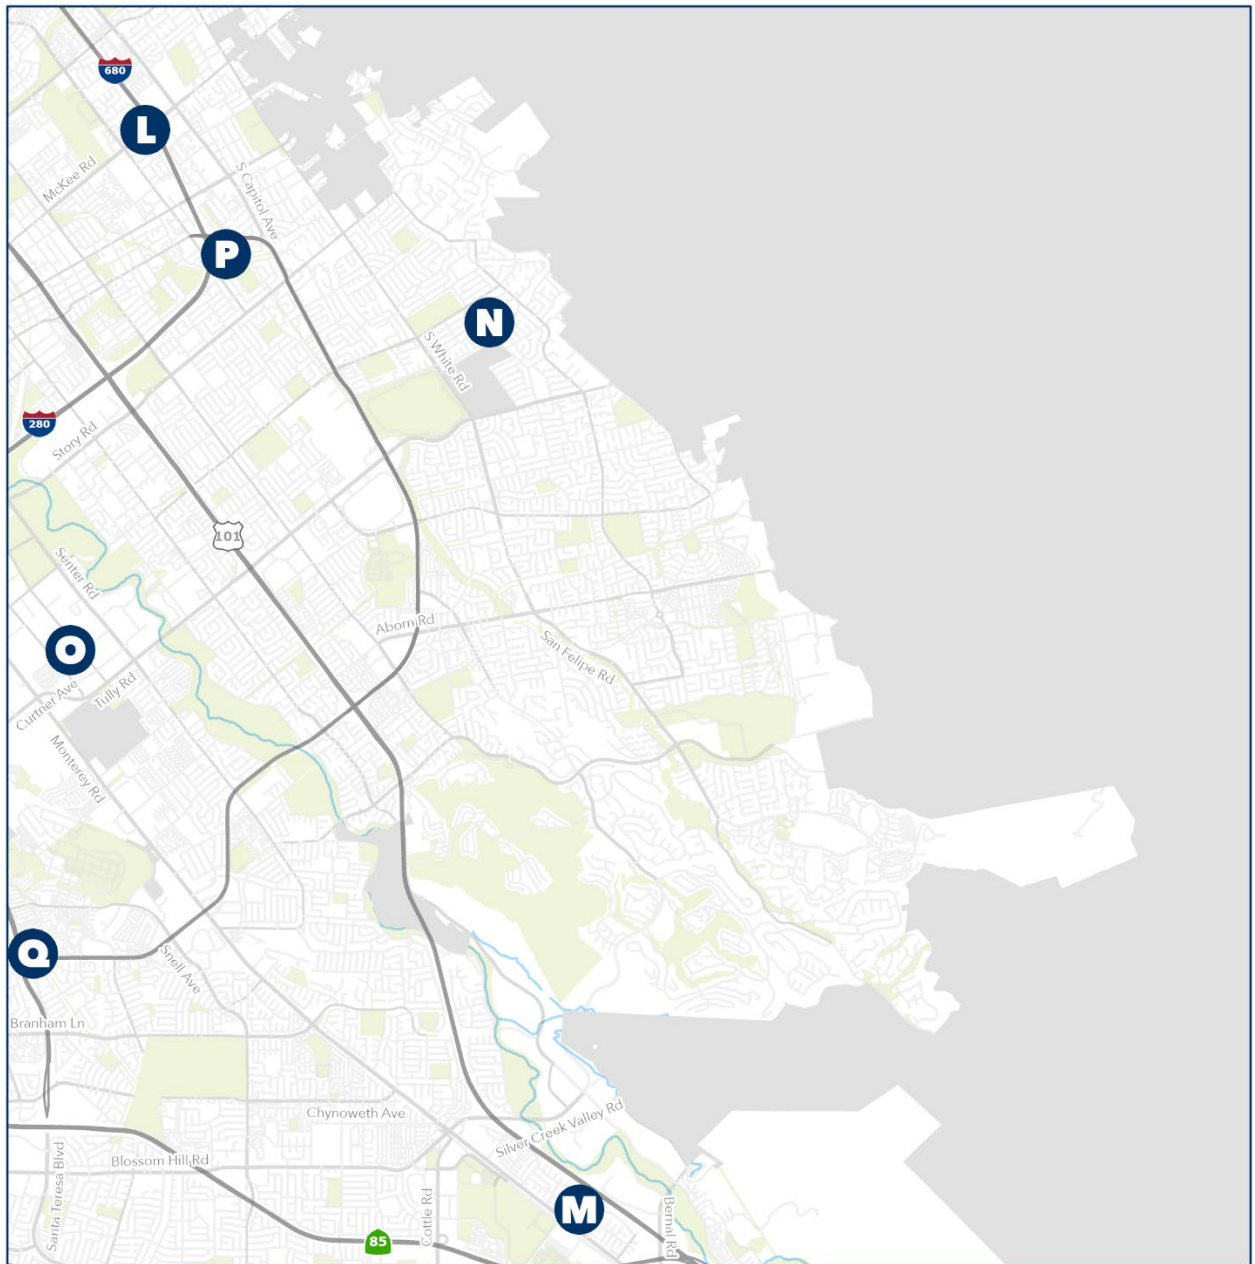 680
L
McKee Rd
S Capitol Ave
P
N
S White Rd
280
Story Rd
101
Senter Rd
Aborn Rd
San Felipe Rd
O
Curtner Ave
Tully Rd
Monterey Rd
Q
Snell Ave
Branham Ln
Chynoweth Ave
Silver Creek Valley Rd
Blossom Hill Rd
Santa Teresa Blvd
Cottle Rd
M
Bernal Rd
85